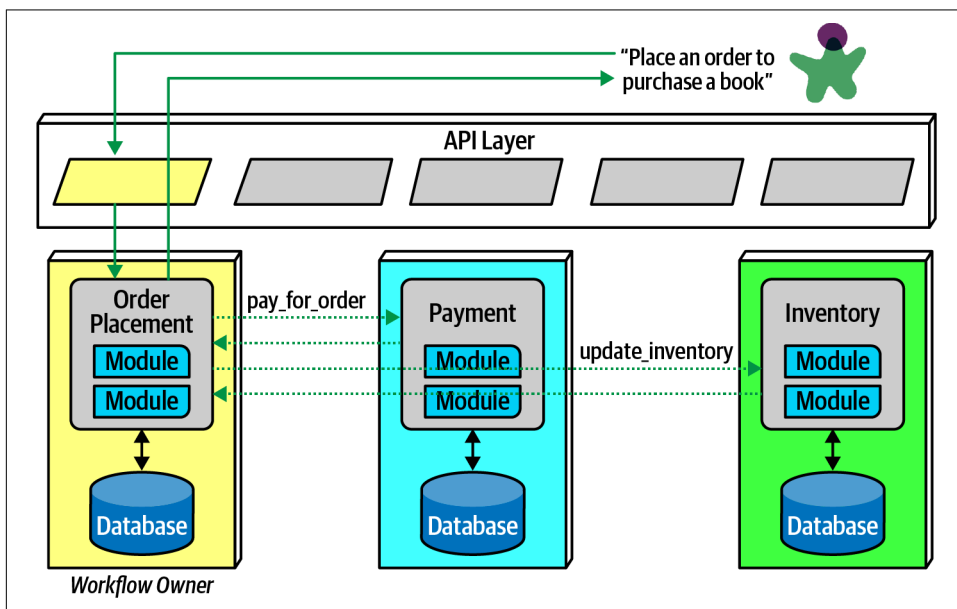 “Place an order to
purchase a book”
API Layer
Order
Placement
Module
Module
Database
Workflow Owner
pay_for_order
Payment
Module
Module
Database
update_inventory
Inventory
Module
Module
Database